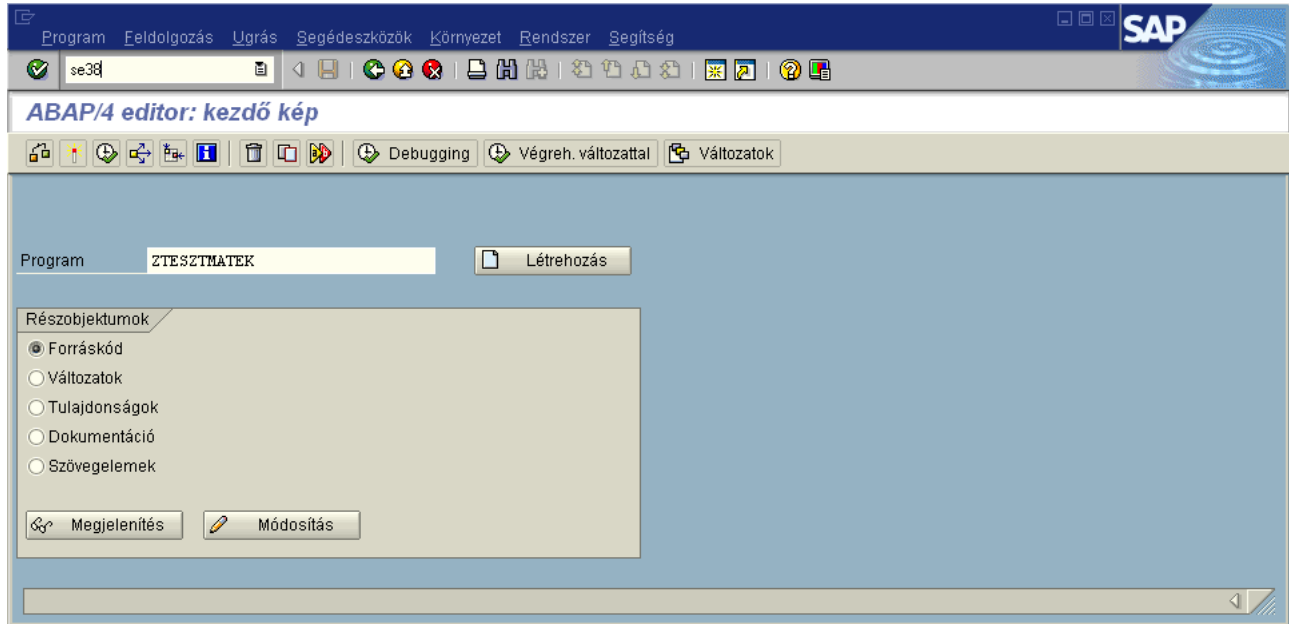 Program Feldolgozás Ugrás Segédeszközök Környezet Rendszer Segítség
SAP
se38
ABAP/4 editor: kezdő kép
Debugging Végreh. változattal Változatok
Program ZTESZTMATEK Létrehozás
Részobjektumok
Forráskód
Változatok
Tulajdonságok
Dokumentáció
Szövegelemek
Megjelenítés Módosítás